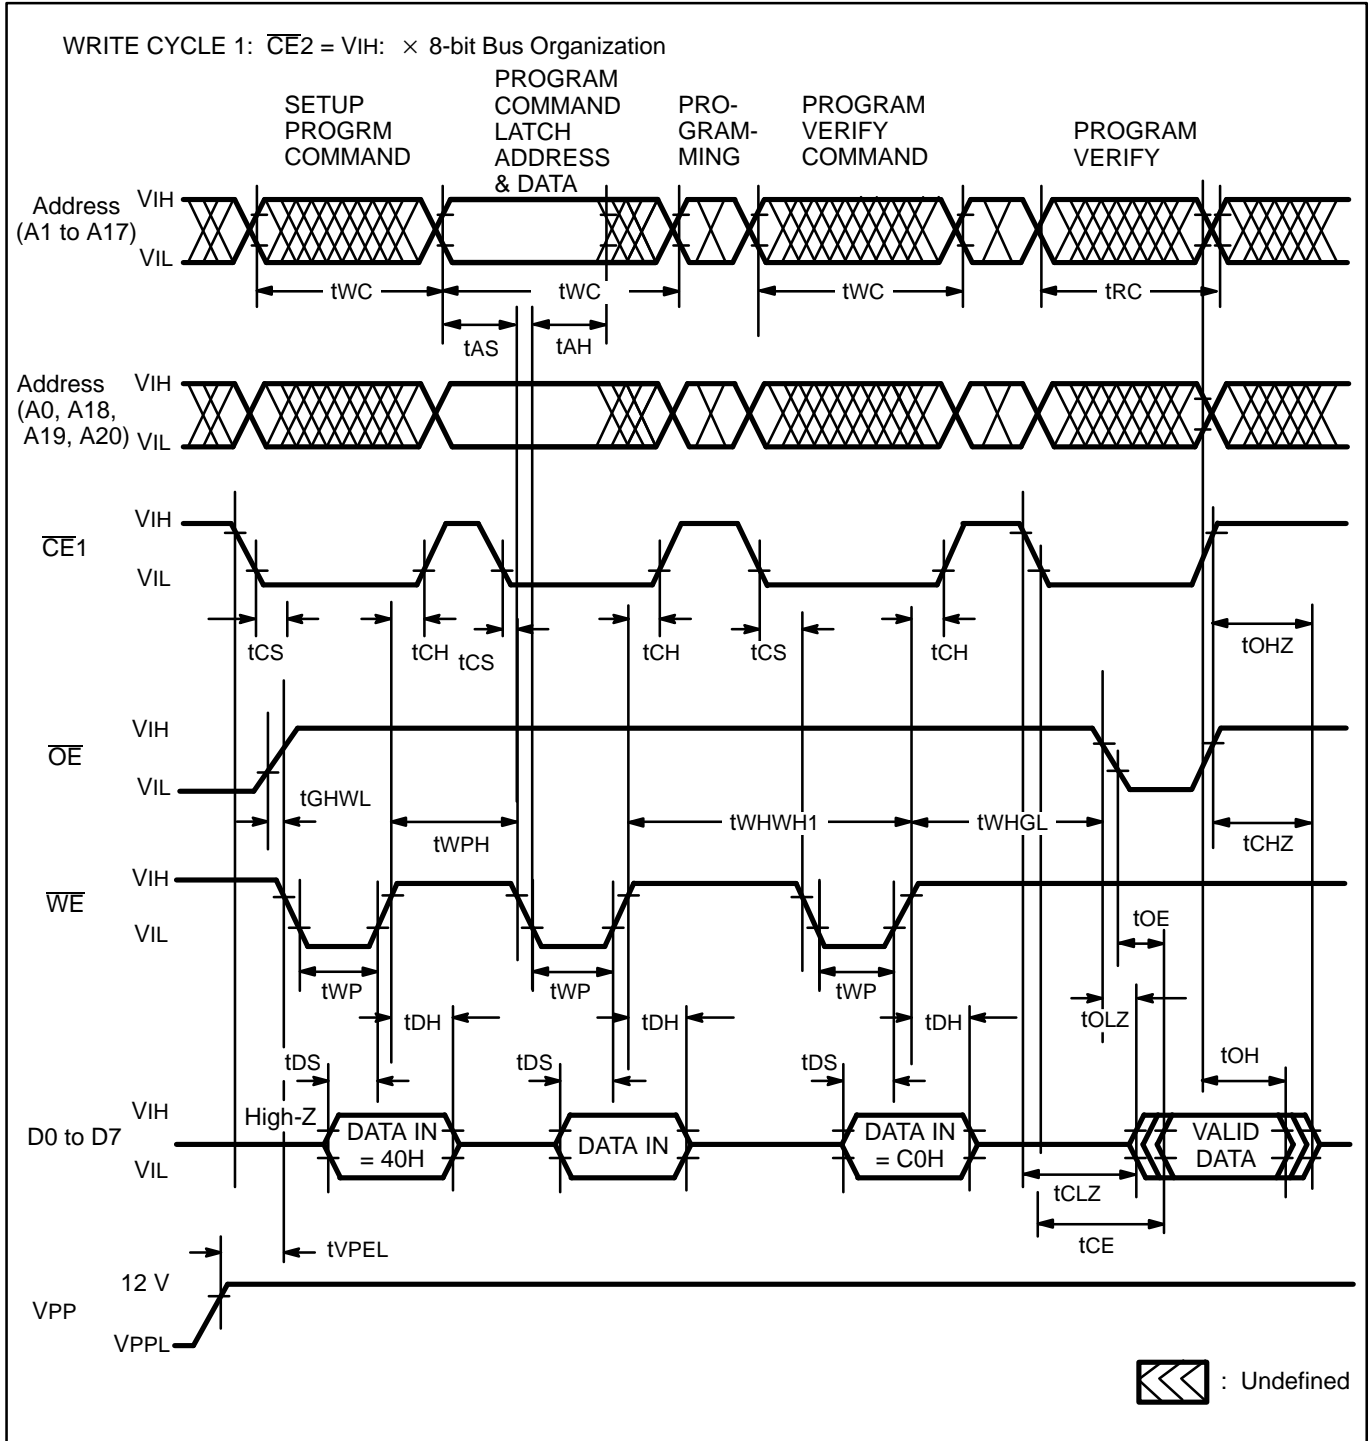 WRITE CYCLE 1: CE2 = VIH: × 8-bit Bus Organization
SETUP
PROGRM
COMMAND
PROGRAM
COMMAND
LATCH
ADDRESS
& DATA
PRO-
GRAM-
MING
PROGRAM
VERIFY
COMMAND
PROGRAM
VERIFY
Address
(A1 to A17)
VIH
VIL
tWC
tWC
tWC
tRC
tAS
tAH
Address
(A0, A18,
A19, A20)
VIH
VIL
CE1
VIH
VIL
tCS
tCH
tCS
tCH
tCS
tCH
tOHZ
OE
VIH
VIL
tGHWL
tWPH
tWHWH1
tWHGL
tCHZ
WE
VIH
VIL
tOE
tWP
tWP
tWP
tDH
tDH
tDH
tOLZ
tDS
tDS
tDS
tOH
D0 to D7
VIH
VIL
High-Z
DATA IN
= 40H
DATA IN
DATA IN
= C0H
VALID
DATA
tCLZ
tCE
tVPEL
VPP
12 V
VPPL
: Undefined